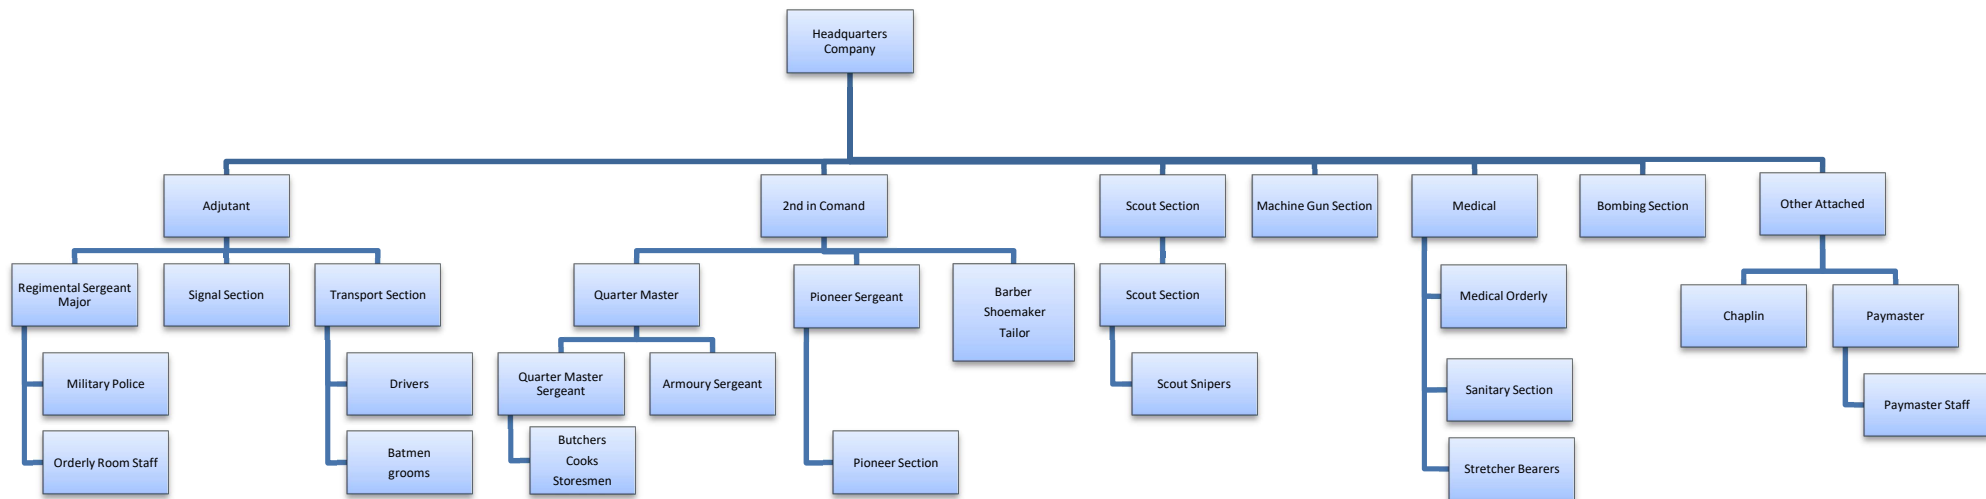 Headquarters
Company
Adjutant
2nd in Comand
Scout Section
Machine Gun Section
Medical
Bombing Section
Other Attached
Regimental Sergeant
Major
Signal Section
Transport Section
Quarter Master
Pioneer Sergeant
Barber
Shoemaker
Tailor
Scout Section
Medical Orderly
Chaplin
Paymaster
Military Police
Drivers
Quarter Master
Sergeant
Armoury Sergeant
Scout Snipers
Sanitary Section
Paymaster Staff
Orderly Room Staff
Batmen
grooms
Butchers
Cooks
Storesmen
Pioneer Section
Stretcher Bearers